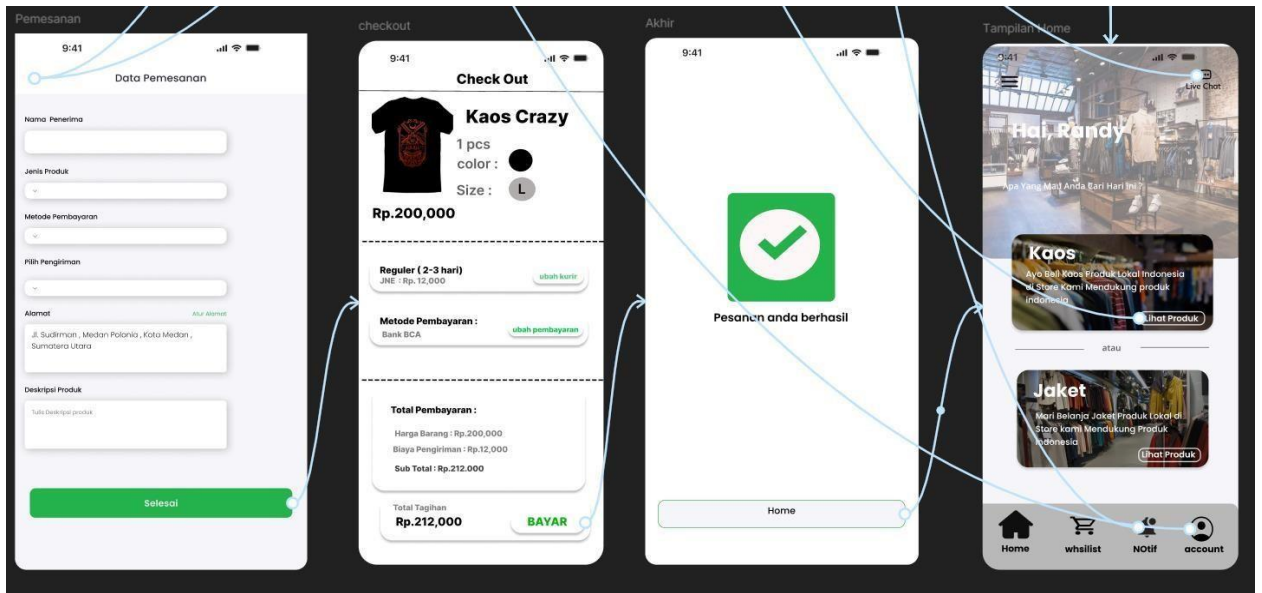 Pemesanan
9:41
Data Pemesanan
Nama Penerima
Jenis Produk
Metode Pembayaran
Pilih Pengiriman
Alamat
Atur Alamat
Jl. Sudirman , Medan Polonia , Kota Medan ,
Sumatera Utara
Deskripsi Produk
Tulis Deskripsi produk
Selesai
checkout
9:41
Check Out
Kaos Crazy
1 pcs
color :
Size : L
Rp.200,000
Reguler ( 2-3 hari)
JNE : Rp. 12,000
ubah kurir
Metode Pembayaran :
Bank BCA
ubah pembayaran
Total Pembayaran :
Harga Barang : Rp.200,000
Biaya Pengiriman : Rp.12,000
Sub Total : Rp.212.000
Total Tagihan
Rp.212,000
BAYAR
Akhir
9:41
Pesanan anda berhasil
Home
Tampilan Home
9:41
Live Chat
Hai, Randy
Apa Yang Mau Anda Cari Hari Ini ?
Kaos
Ayo Beli Kaos Produk Lokal Indonesia
di Store Kami Mendukung produk
indonesia
Lihat Produk
atau
Jaket
Mari Belanja Jaket Produk Lokal di
Store kami Mendukung Produk
Indonesia
(Lihat Produk)
Home
whsilist
NOtif
account